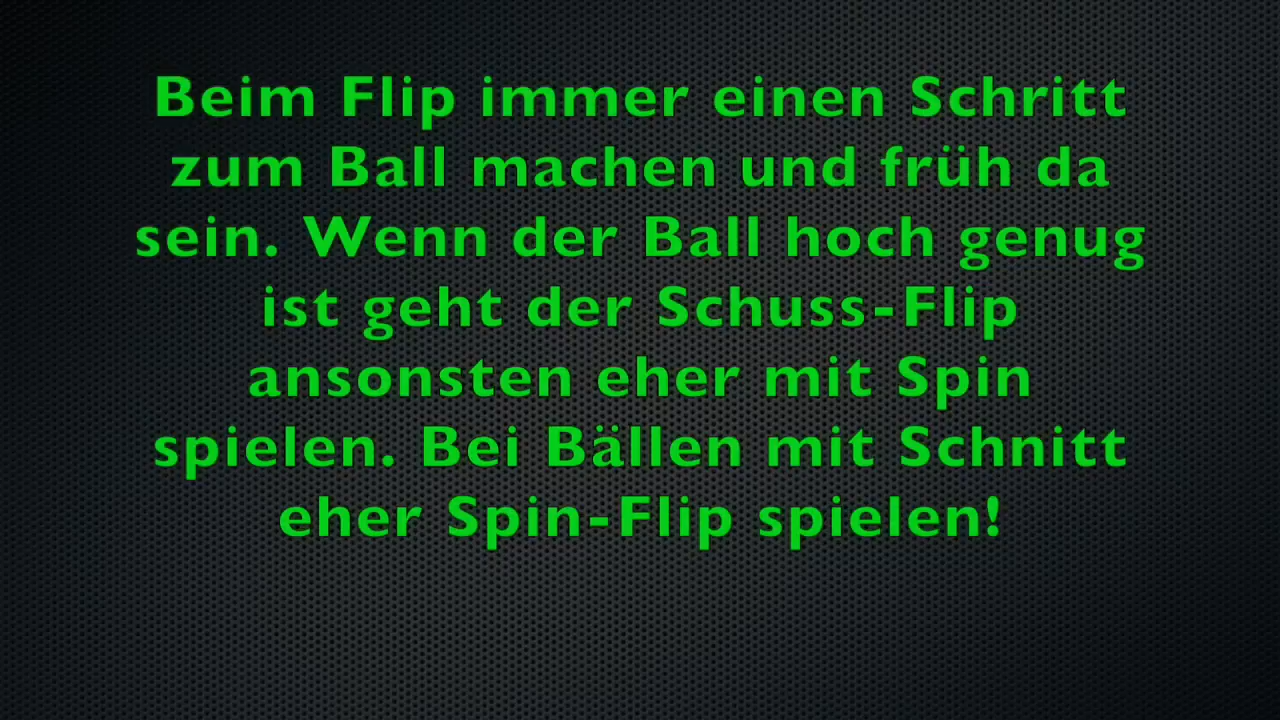 Beim Flip immer einen Schritt
zum Ball machen und früh da
sein. Wenn der Ball hoch genug
ist geht der Schuss-Flip
ansonsten eher mit Spin
spielen. Bei Bällen mit Schnitt
eher Spin-Flip spielen!